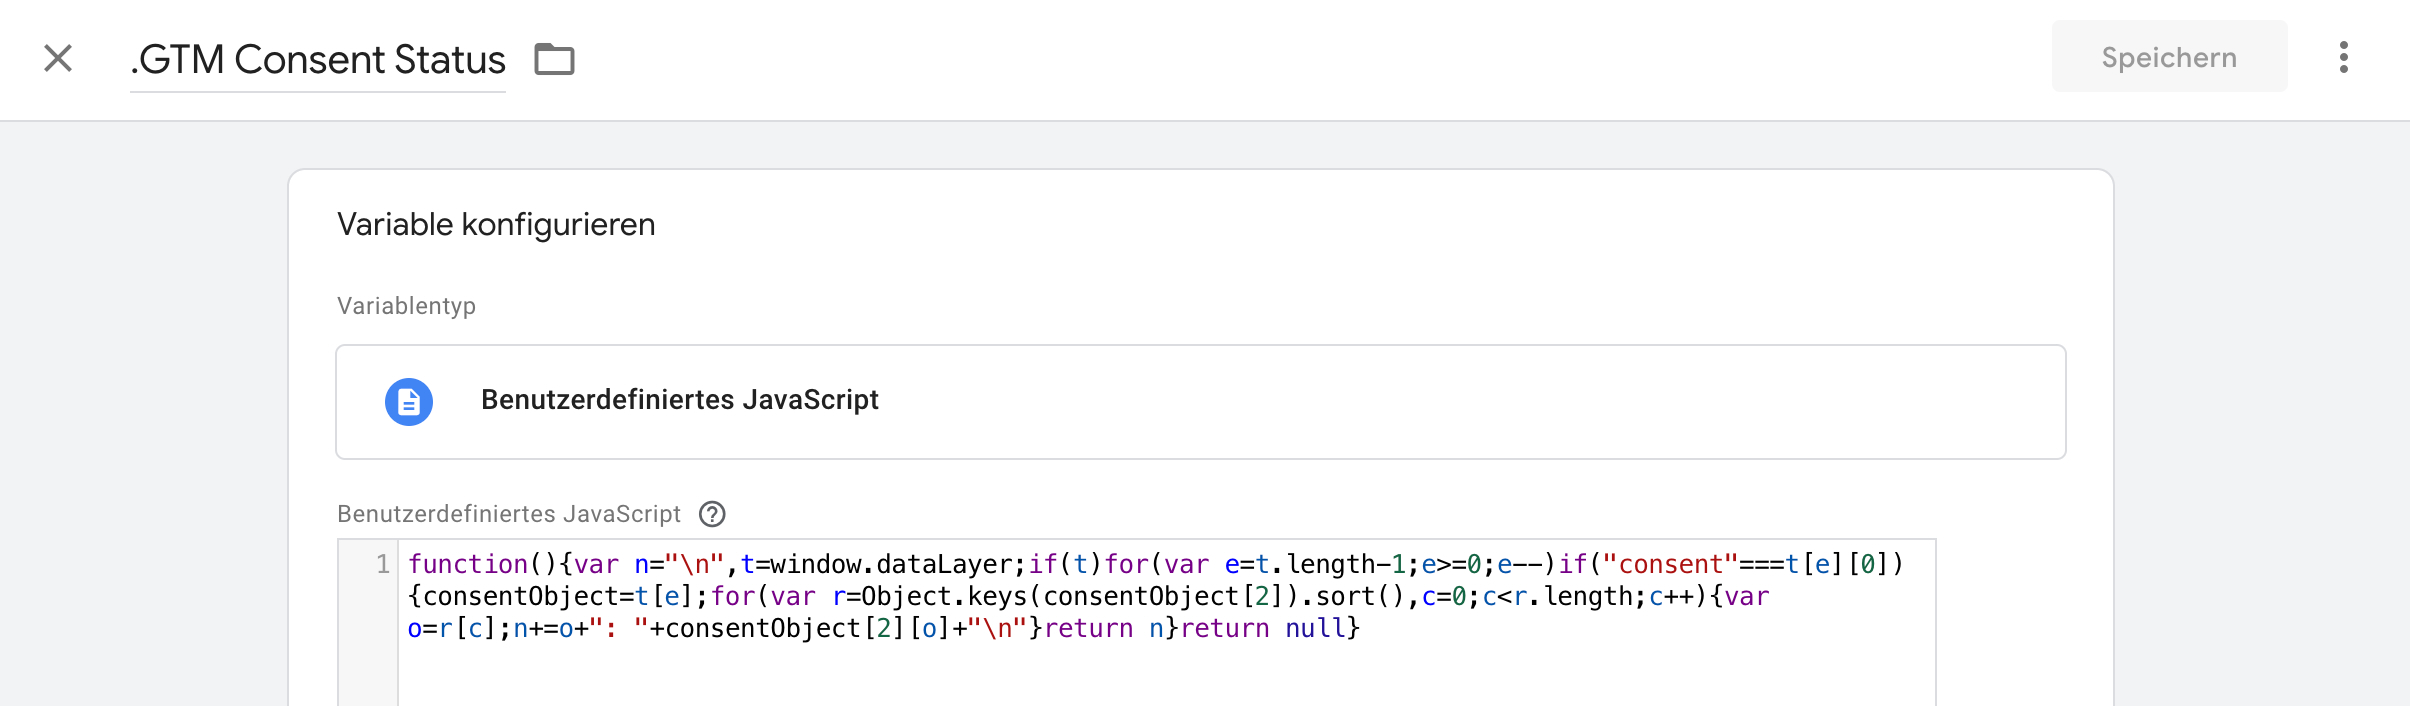 .GTM Consent Status
Speichern
Variable konfigurieren
Variablentyp
Benutzerdefiniertes JavaScript
Benutzerdefiniertes JavaScript
1 function(){var n="\n",t=window.dataLayer;if(t)for(var e=t.length-1;e>=0;e--)if("consent"===t[e][0])
{consentObject=t[e];for(var r=Object.keys(consentObject[2]).sort(),c=0;c<r.length;c++){var
o=r[c];n+=o+": "+consentObject[2][o]+"\n"}return n}return null}